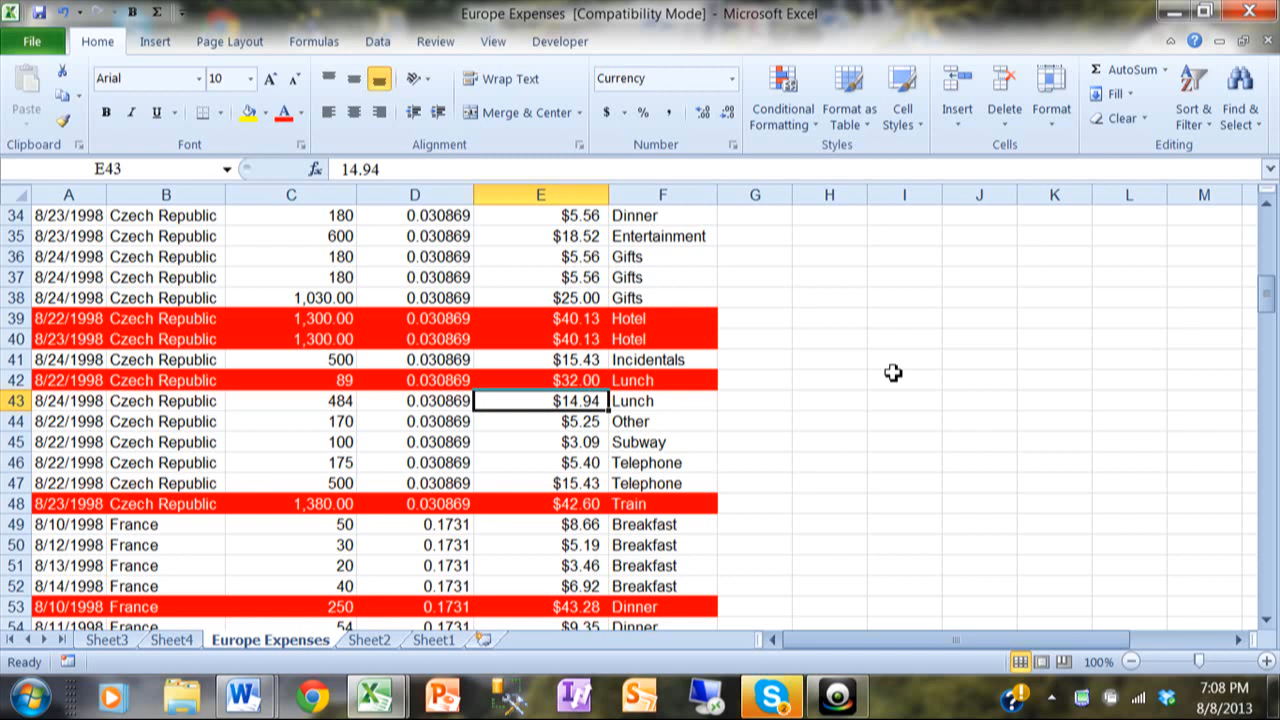 Europe Expenses [Compatibility Mode] - Microsoft Excel
File Home Insert Page Layout Formulas Data Review View Developer
Paste
Arial 10
B I U
Wrap Text
Merge & Center
Currency
$ % ,
Conditional Formatting
Format as Table
Cell Styles
Insert
Delete
Format
AutoSum
Fill
Clear
Sort & Filter
Find & Select
Clipboard Font Alignment Number Styles Cells Editing
E43 fx 14.94
A B C D E F G H I J K L M
34 8/23/1998 Czech Republic 180 0.030869 $5.56 Dinner
35 8/23/1998 Czech Republic 600 0.030869 $18.52 Entertainment
36 8/24/1998 Czech Republic 180 0.030869 $5.56 Gifts
37 8/24/1998 Czech Republic 180 0.030869 $5.56 Gifts
38 8/24/1998 Czech Republic 1,030.00 0.030869 $25.00 Gifts
39 8/22/1998 Czech Republic 1,300.00 0.030869 $40.13 Hotel
40 8/23/1998 Czech Republic 1,300.00 0.030869 $40.13 Hotel
41 8/24/1998 Czech Republic 500 0.030869 $15.43 Incidentals
42 8/22/1998 Czech Republic 89 0.030869 $32.00 Lunch
43 8/24/1998 Czech Republic 484 0.030869 $14.94 Lunch
44 8/22/1998 Czech Republic 170 0.030869 $5.25 Other
45 8/22/1998 Czech Republic 100 0.030869 $3.09 Subway
46 8/22/1998 Czech Republic 175 0.030869 $5.40 Telephone
47 8/22/1998 Czech Republic 500 0.030869 $15.43 Telephone
48 8/23/1998 Czech Republic 1,380.00 0.030869 $42.60 Train
49 8/10/1998 France 50 0.1731 $8.66 Breakfast
50 8/12/1998 France 30 0.1731 $5.19 Breakfast
51 8/13/1998 France 20 0.1731 $3.46 Breakfast
52 8/14/1998 France 40 0.1731 $6.92 Breakfast
53 8/10/1998 France 250 0.1731 $43.28 Dinner
54 8/11/1998 France 54 0.1731 $9.35 Dinner
Sheet3 Sheet4 Europe Expenses Sheet2 Sheet1
Ready 100%
7:08 PM
8/8/2013